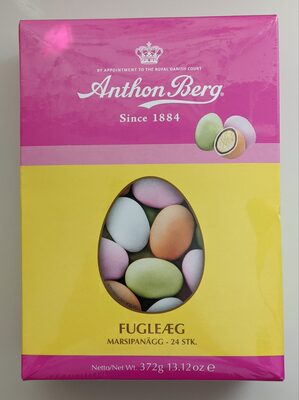 BY APPOINTMENT TO THE ROYAL DANISH COURT
Anthon Berg
Since 1884
FUGLEÆG
MARSIPANÄGG - 24 STK.
Netto/Net Wt. 372g 13.12oz e